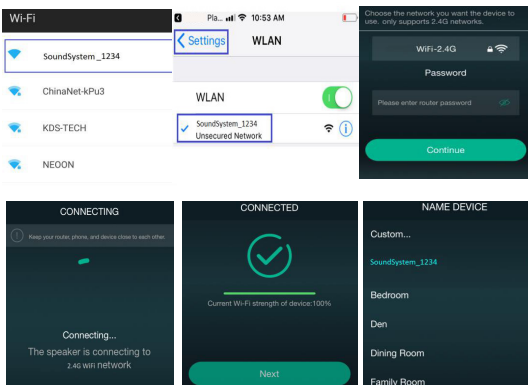 Wi-Fi
SoundSystem _1234
ChinaNet-kPu3
KDS-TECH
NEOON
Pla... 10:53 AM
Settings WLAN
WLAN
SoundSystem_1234
Unsecured Network
Choose the network you want the device to
use. only supports 2.4G networks.
WiFi-2.4G
Password
Please enter router password
Continue
CONNECTING
Keep your router, phone, and device close to each other.
Connecting...
The speaker is connecting to
2.4G WIFI network
CONNECTED
Current Wi-Fi strength of device:100%
Next
NAME DEVICE
Custom...
SoundSystem_1234
Bedroom
Den
Dining Room
Family Room